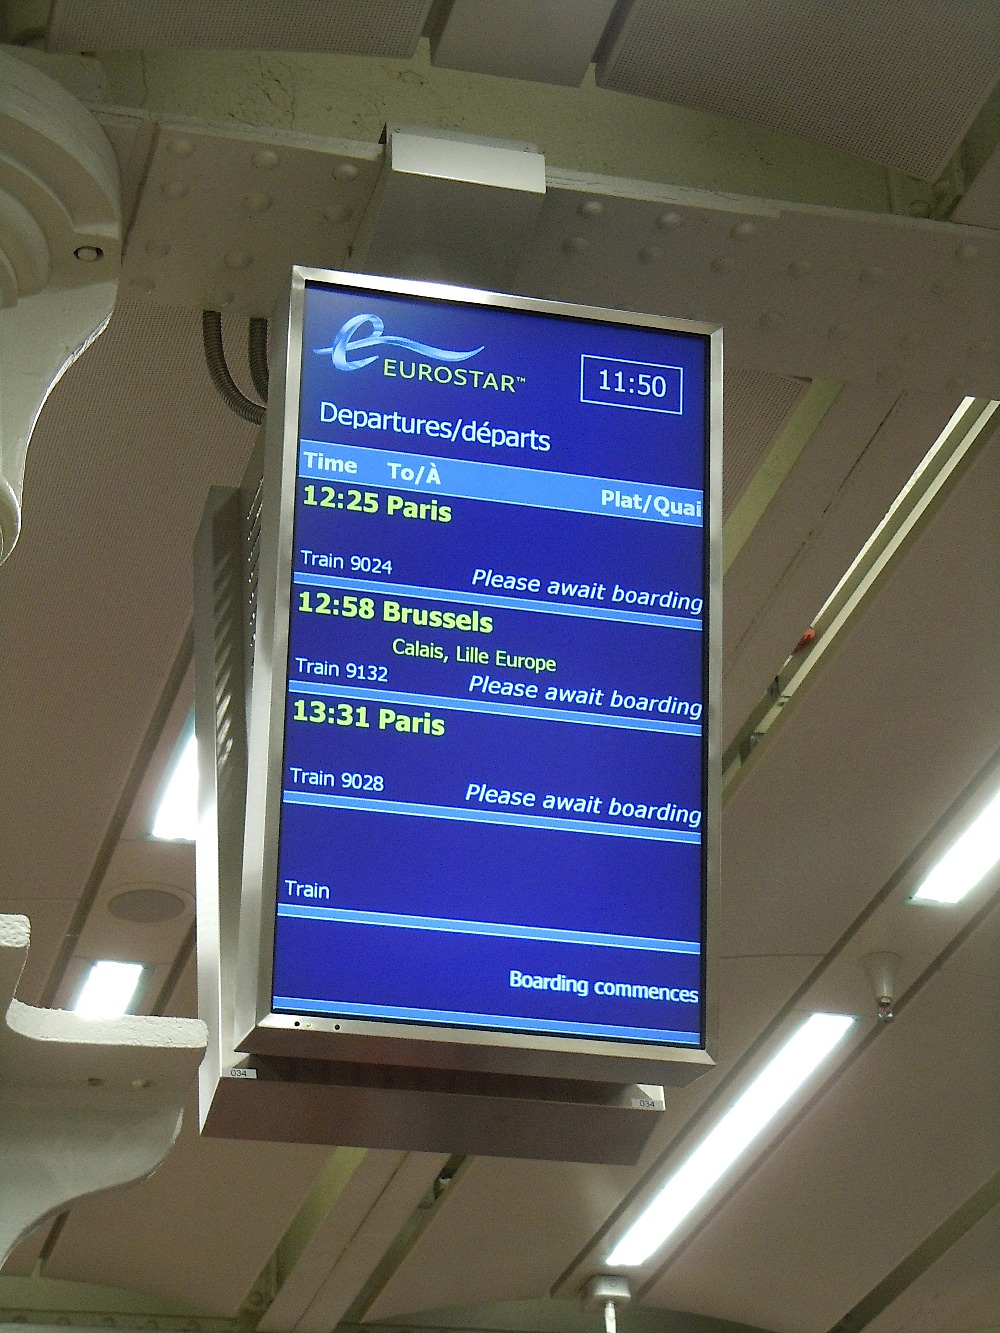 EUROSTAR™
11:50
Departures/départs
Time To/À Plat/Quai
12:25 Paris
Train 9024 Please await boarding
12:58 Brussels
Calais, Lille Europe
Train 9132 Please await boarding
13:31 Paris
Train 9028 Please await boarding
Train
Boarding commences
034 034